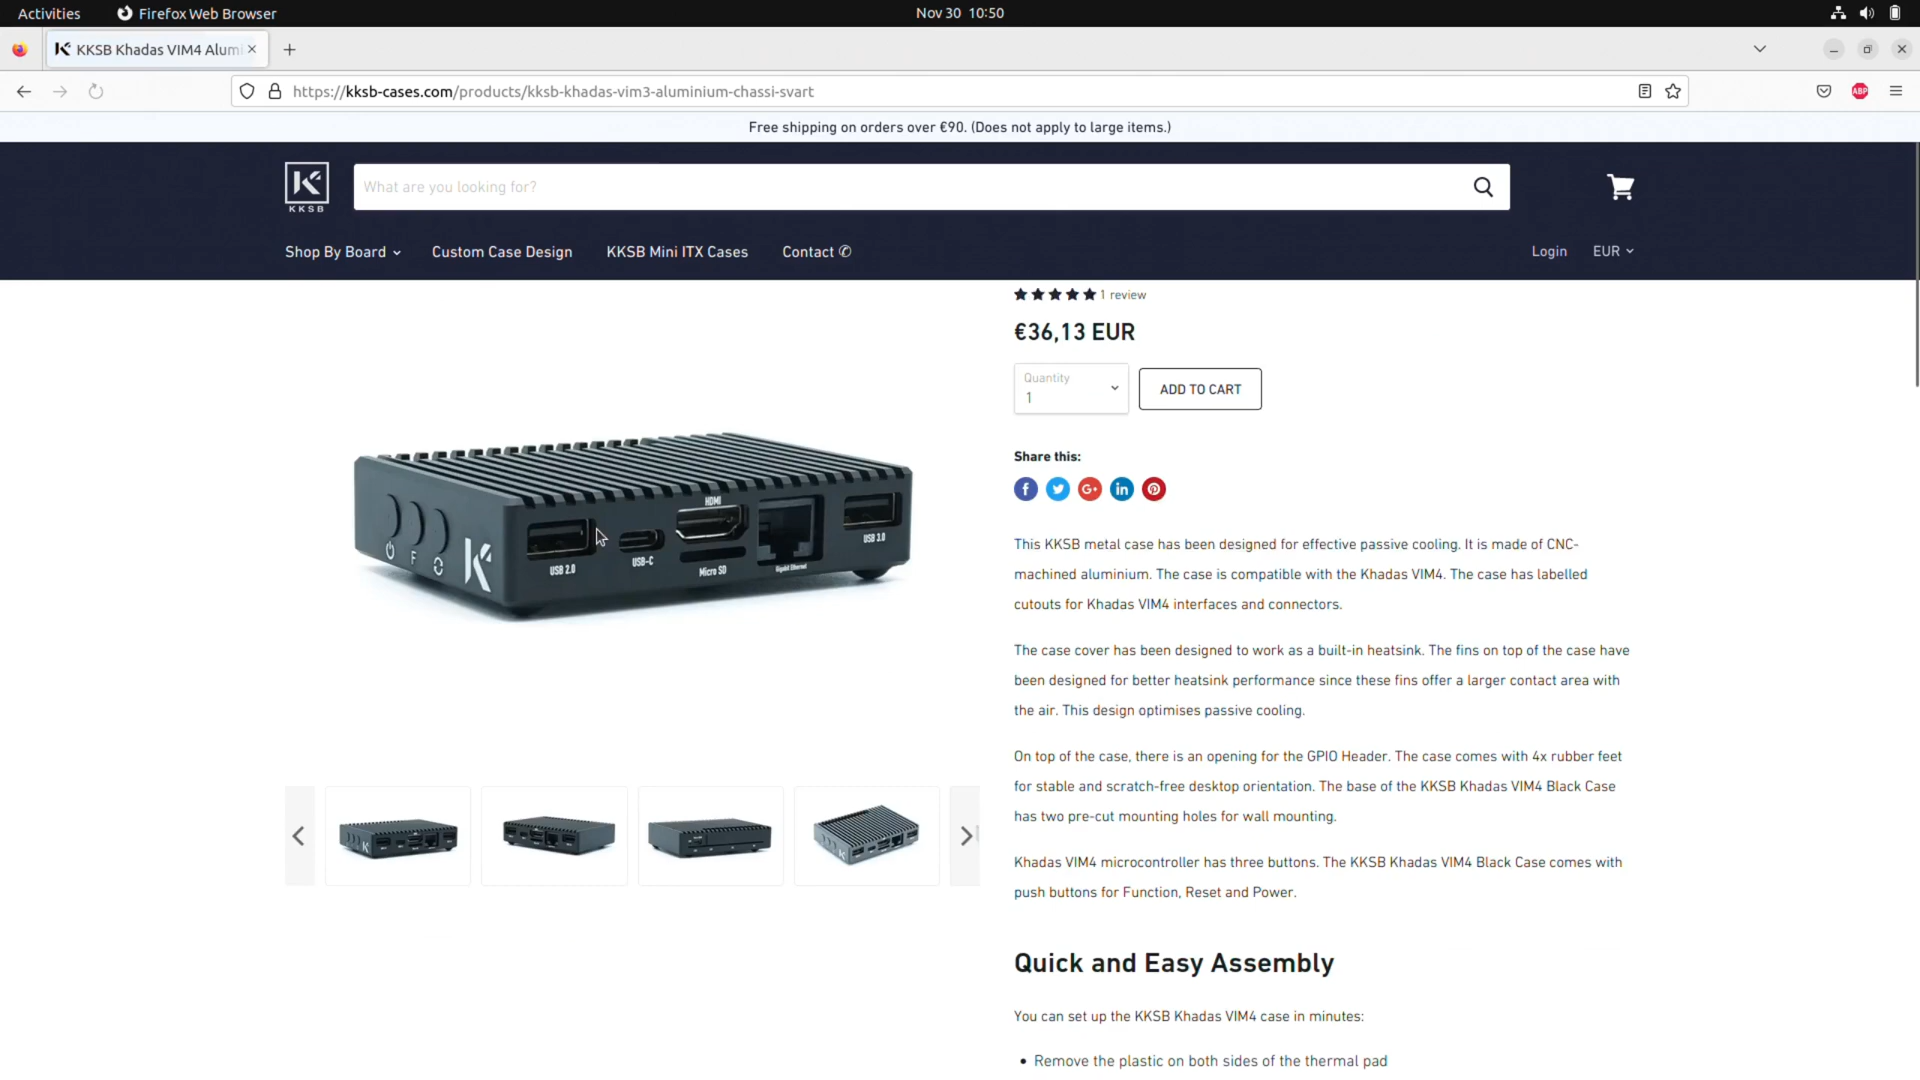 Activities
Firefox Web Browser
Nov 30 10:50
KKSB Khadas VIM4 Alumi
https://kksb-cases.com/products/kksb-khadas-vim3-aluminium-chassi-svart
ABP
Free shipping on orders over €90. (Does not apply to large items.)
KKSB
What are you looking for?
Shop By Board
Custom Case Design
KKSB Mini ITX Cases
Contact ✆
Login
EUR
1 review
€36,13 EUR
Quantity
1
ADD TO CART
Share this:
This KKSB metal case has been designed for effective passive cooling. It is made of CNC-
machined aluminium. The case is compatible with the Khadas VIM4. The case has labelled
cutouts for Khadas VIM4 interfaces and connectors.
The case cover has been designed to work as a built-in heatsink. The fins on top of the case have
been designed for better heatsink performance since these fins offer a larger contact area with
the air. This design optimises passive cooling.
On top of the case, there is an opening for the GPIO Header. The case comes with 4x rubber feet
for stable and scratch-free desktop orientation. The base of the KKSB Khadas VIM4 Black Case
has two pre-cut mounting holes for wall mounting.
Khadas VIM4 microcontroller has three buttons. The KKSB Khadas VIM4 Black Case comes with
push buttons for Function, Reset and Power.
Quick and Easy Assembly
You can set up the KKSB Khadas VIM4 case in minutes:
• Remove the plastic on both sides of the thermal pad
F
USB 2.0
USB-C
HDMI
Micro SD
Gigabit Ethernet
USB 3.0